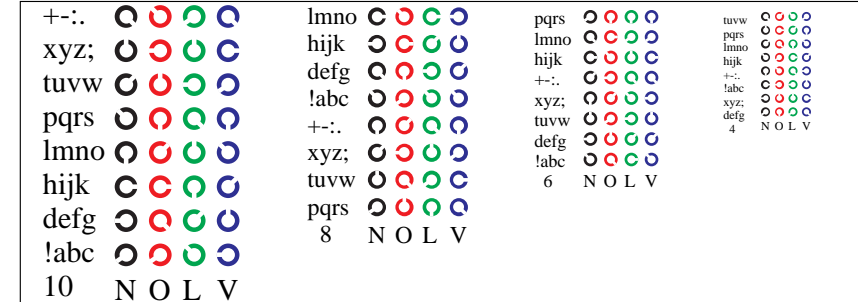 +-:.
xyz;
tuvw
pqrs
lmno
hijk
defg
!abc
10 N O L V
lmno
hijk
defg
!abc
+-:.
xyz;
tuvw
pqrs
8 N O L V
pqrs
lmno
hijk
+-:.
xyz;
tuvw
defg
!abc
6 N O L V
tuvw
pqrs
lmno
hijk
+-:.
!abc
xyz;
defg
4 N O L V